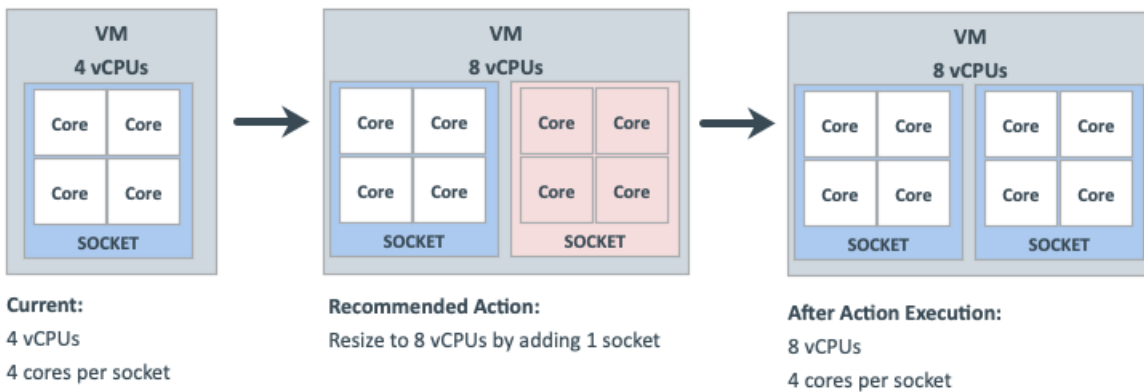 VM
4 vCPUs
Core Core
Core Core
SOCKET
Current:
4 vCPUs
4 cores per socket
VM
8 vCPUs
Core Core Core Core
Core Core Core Core
SOCKET SOCKET
Recommended Action:
Resize to 8 vCPUs by adding 1 socket
VM
8 vCPUs
Core Core Core Core
Core Core Core Core
SOCKET SOCKET
After Action Execution:
8 vCPUs
4 cores per socket